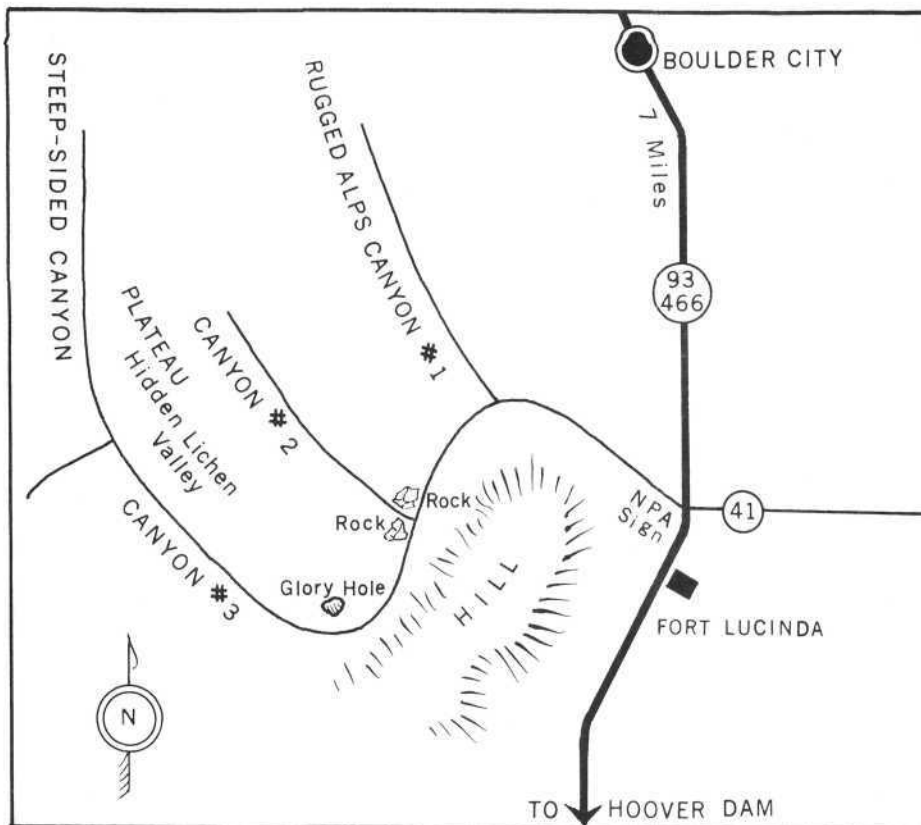 BOULDER CITY
7 Miles
93
466
STEEP-SIDED CANYON
RUGGED ALPS CANYON #1
PLATEAU
Hidden Lichen
Valley
CANYON #2
Rock
Rock
NPA
Sign
41
CANYON #3
Glory Hole
HILL
FORT LUCINDA
N
TO HOOVER DAM